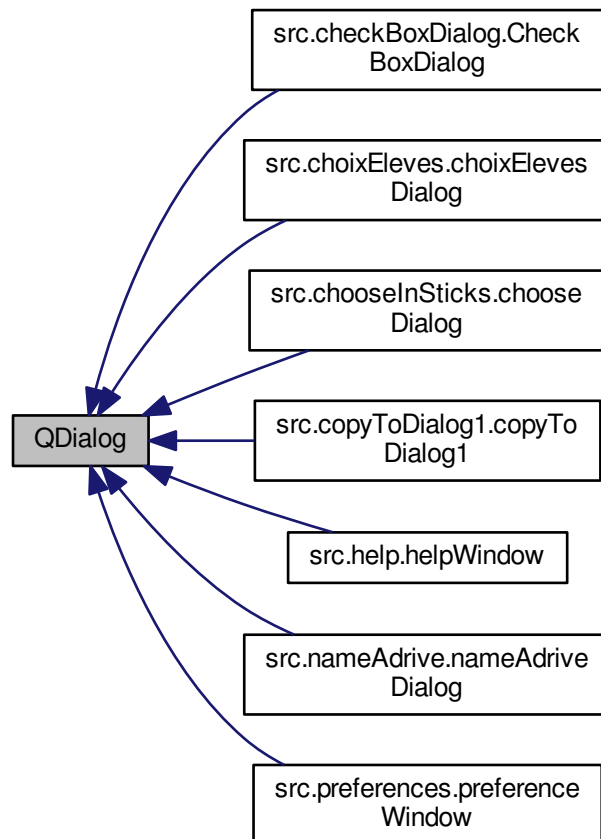 src.checkBoxDialog.Check
BoxDialog
src.choixEleves.choixEleves
Dialog
src.chooseInSticks.choose
Dialog
QDialog
src.copyToDialog1.copyTo
Dialog1
src.help.helpWindow
src.nameAdrive.nameAdrive
Dialog
src.preferences.preference
Window